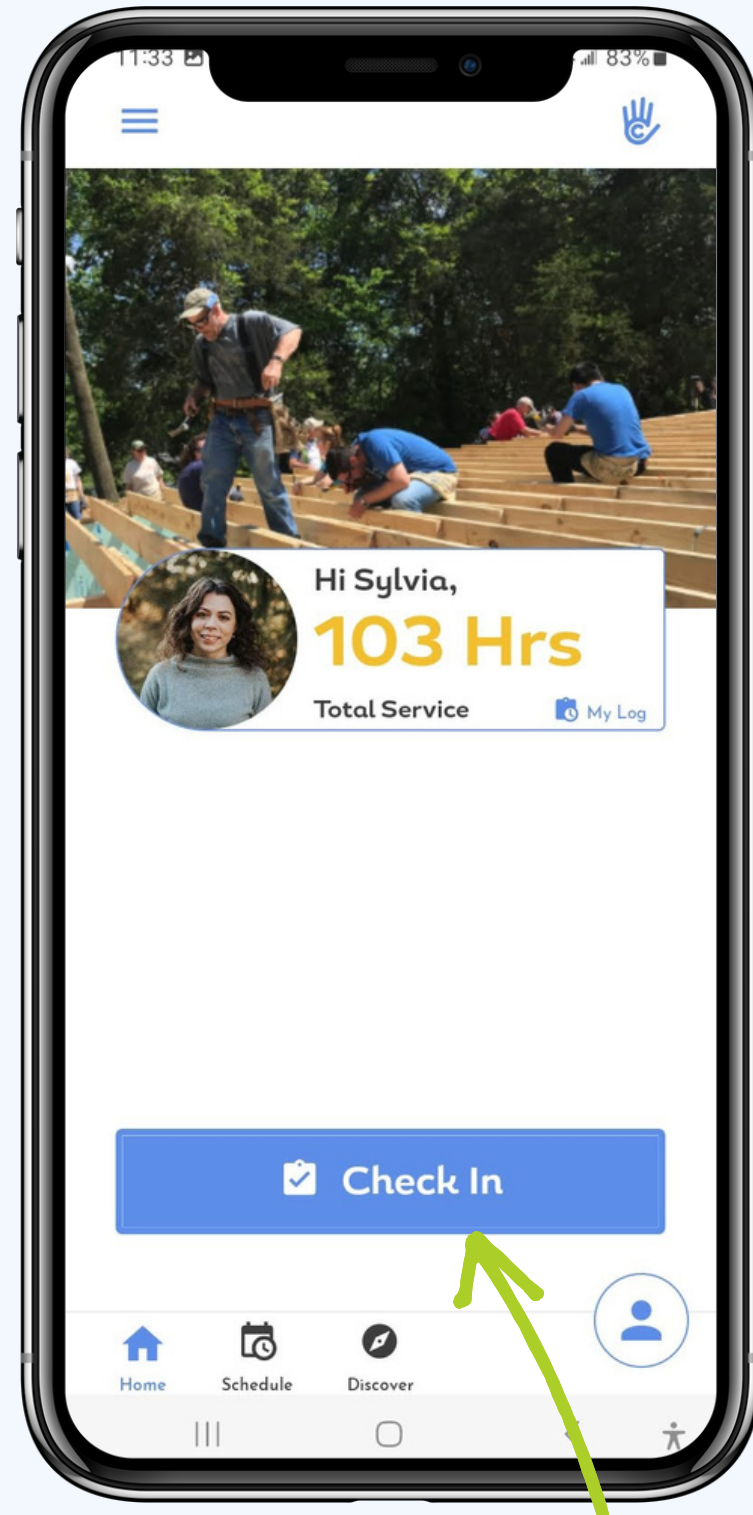 11:33 83%
Hi Sylvia,
103 Hrs
Total Service My Log
Check In
Home Schedule Discover